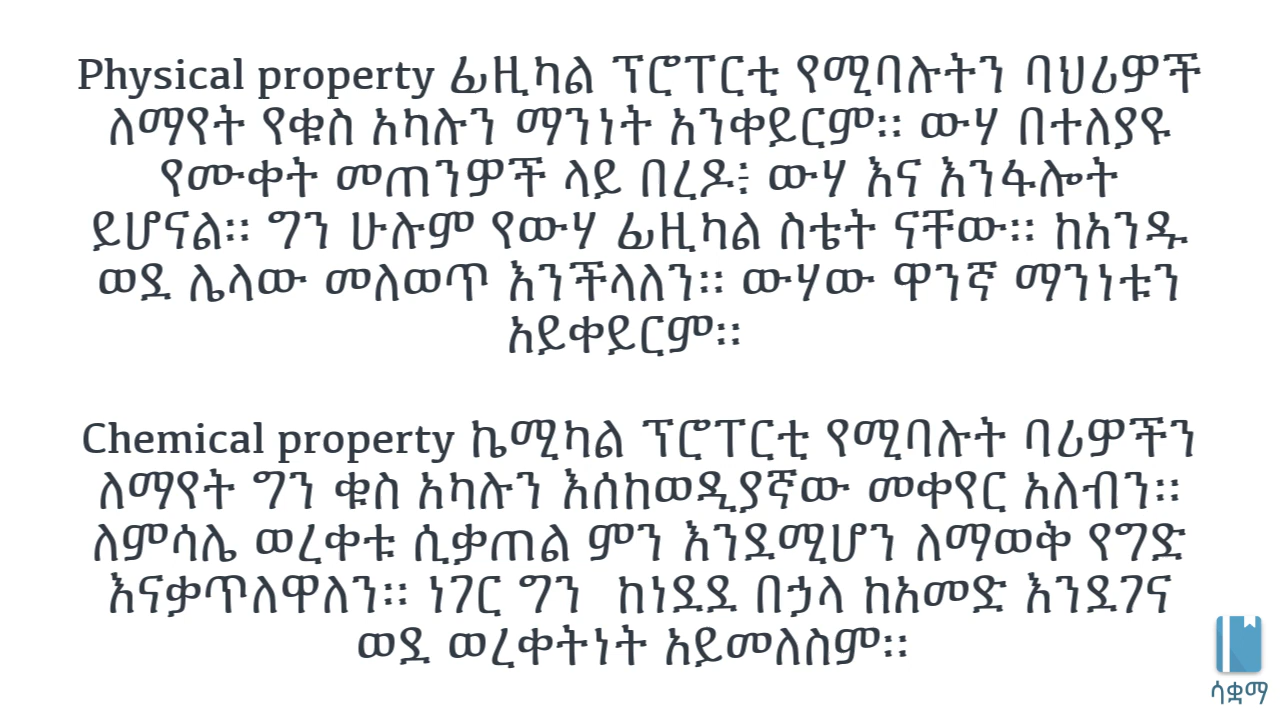 Physical property ፊዚካል ፕሮፐርቲ የሚባሉትን ባህሪዎች
ለማየት የቁስ አካሉን ማንነት አንቀይርም፡፡ ውሃ በተለያዩ
የሙቀት መጠንዎች ላይ በረዶ፥ ውሃ እና እንፋሎት
ይሆናል፡፡ ግን ሁሉም የውሃ ፊዚካል ስቴት ናቸው፡፡ ከአንዱ
ወደ ሌላው መለወጥ እንችላለን፡፡ ውሃው ዋንኛ ማንነቱን
አይቀይርም፡፡
Chemical property ኬሚካል ፕሮፐርቲ የሚባሉት ባሪዎችን
ለማየት ግን ቁስ አካሉን እሰከወዲያኛው መቀየር አለብን፡፡
ለምሳሌ ወረቀቱ ሲቃጠል ምን እንደሚሆን ለማወቅ የግድ
እናቃጥለዋለን፡፡ ነገር ግን  ከነደደ በኃላ ከአመድ እንደገና
ወደ ወረቀትነት አይመለስም፡፡
ሳቋማ